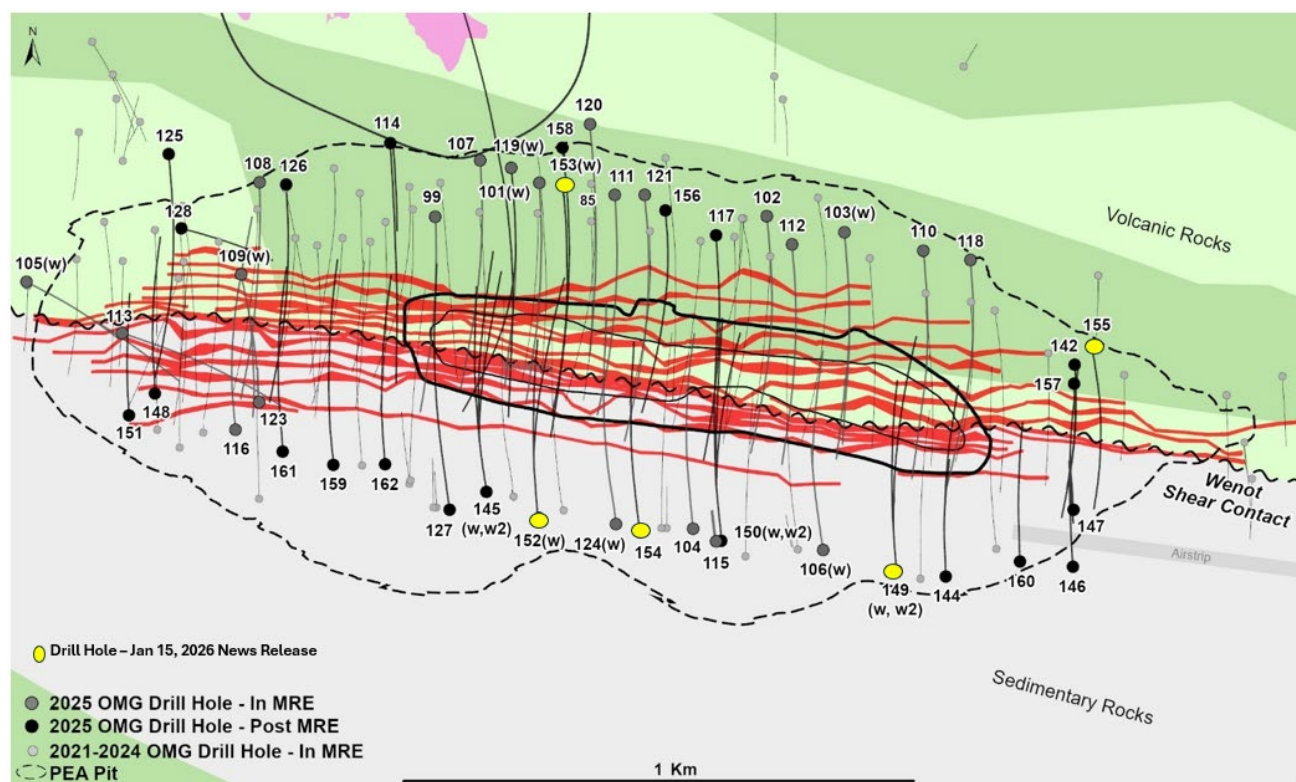 N
120
114
158
125
107
119(w)
153(w)
108
126
101(w)
85
111
121
156
99
102
103(w)
117
128
112
110
118
Volcanic Rocks
109(w)
105(w)
113
155
142
157
148
151
123
116
161
159
162
127
145
(w,w2)
152(w)
124(w)
154
104
150(w,w2)
115
106(w)
149
(w, w2)
144
160
147
146
Wenot
Shear Contact
Airstrip
Sedimentary Rocks
Drill Hole – Jan 15, 2026 News Release
2025 OMG Drill Hole - In MRE
2025 OMG Drill Hole - Post MRE
2021-2024 OMG Drill Hole - In MRE
PEA Pit
1 Km